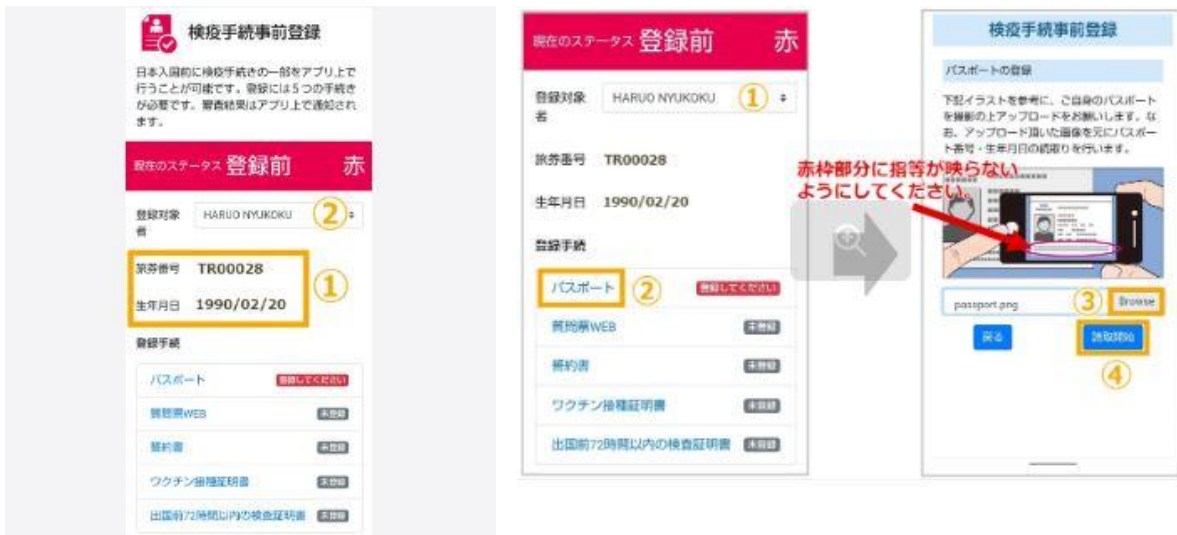 検疫手続事前登録
日本入国前に検疫手続きの一部をアプリ上で
行うことが可能です。登録には5つの手続き
が必要です。審査結果はアプリ上で通知され
ます。
現在のステータス 登録前 赤
登録対象
者
HARUO NYUKOKU ②
旅券番号 TR00028
①
生年月日 1990/02/20
登録手続
パスポート 登録してください
質問票WEB 未登録
誓約書 未登録
ワクチン接種証明書 未登録
出国前72時間以内の検査証明書 未登録
現在のステータス 登録前 赤
登録対象
者
HARUO NYUKOKU ①
旅券番号 TR00028
生年月日 1990/02/20
登録手続
パスポート ② 登録してください
質問票WEB 未登録
誓約書 未登録
ワクチン接種証明書 未登録
出国前72時間以内の検査証明書 未登録
検疫手続事前登録
パスポートの登録
下記イラストを参考に、ご自身のパスポート
を撮影の上アップロードをお願いします。な
お、アップロード頂いた画像を元にパスポー
ト番号・生年月日の読取りを行います。
赤枠部分に指等が映らない
ようにしてください。
passport.png ③ Browse
戻る 読取開始
④